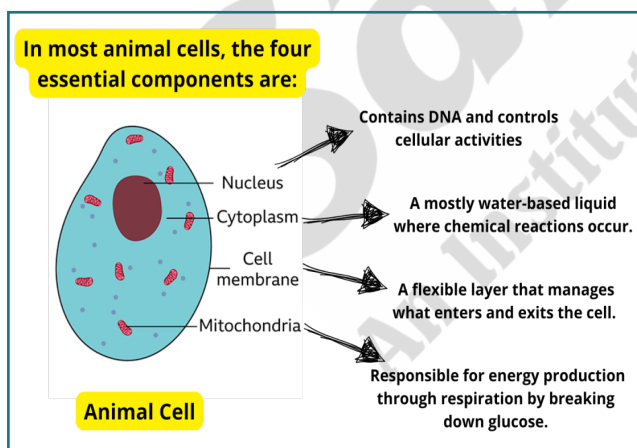 In most animal cells, the four
essential components are:
Contains DNA and controls
cellular activities
Nucleus
Cytoplasm
A mostly water-based liquid
where chemical reactions occur.
Cell
membrane
A flexible layer that manages
what enters and exits the cell.
Mitochondria
Responsible for energy production
through respiration by breaking
down glucose.
Animal Cell
An Institut